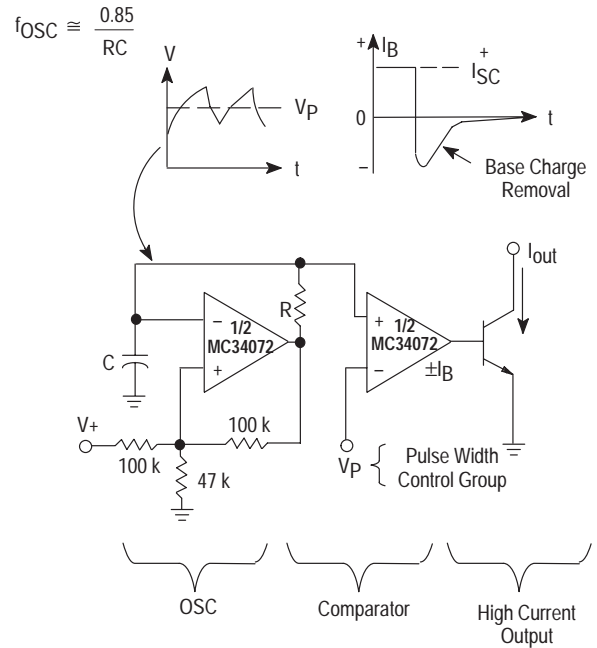 fOSC ≅ 0.85
RC
V
VP
t
+ IB
+
ISC
0
t
−
Base Charge
Removal
Iout
R
−
1/2
MC34072
+
C
+
1/2
MC34072
−
±IB
V+
100 k
100 k
47 k
VP { Pulse Width
Control Group
OSC
Comparator
High Current
Output